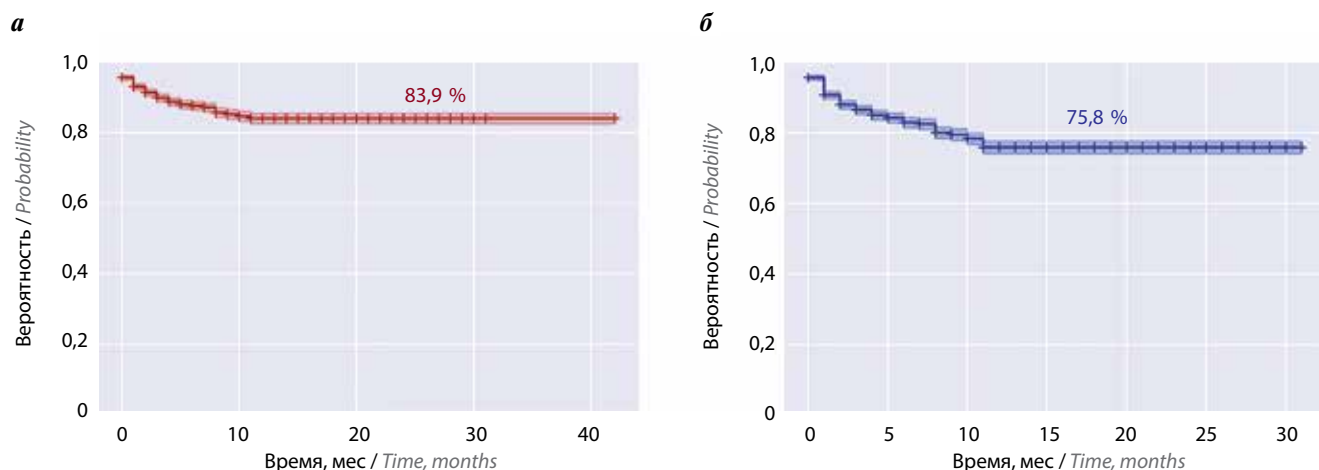 а
1,0
0,8
0,6
0,4
0,2
0
Вероятность / Probability
83,9 %
0 10 20 30 40
Время, мес / Time, months
б
1,0
0,8
0,6
0,4
0,2
0
Вероятность / Probability
75,8 %
0 5 10 15 20 25 30
Время, мес / Time, months